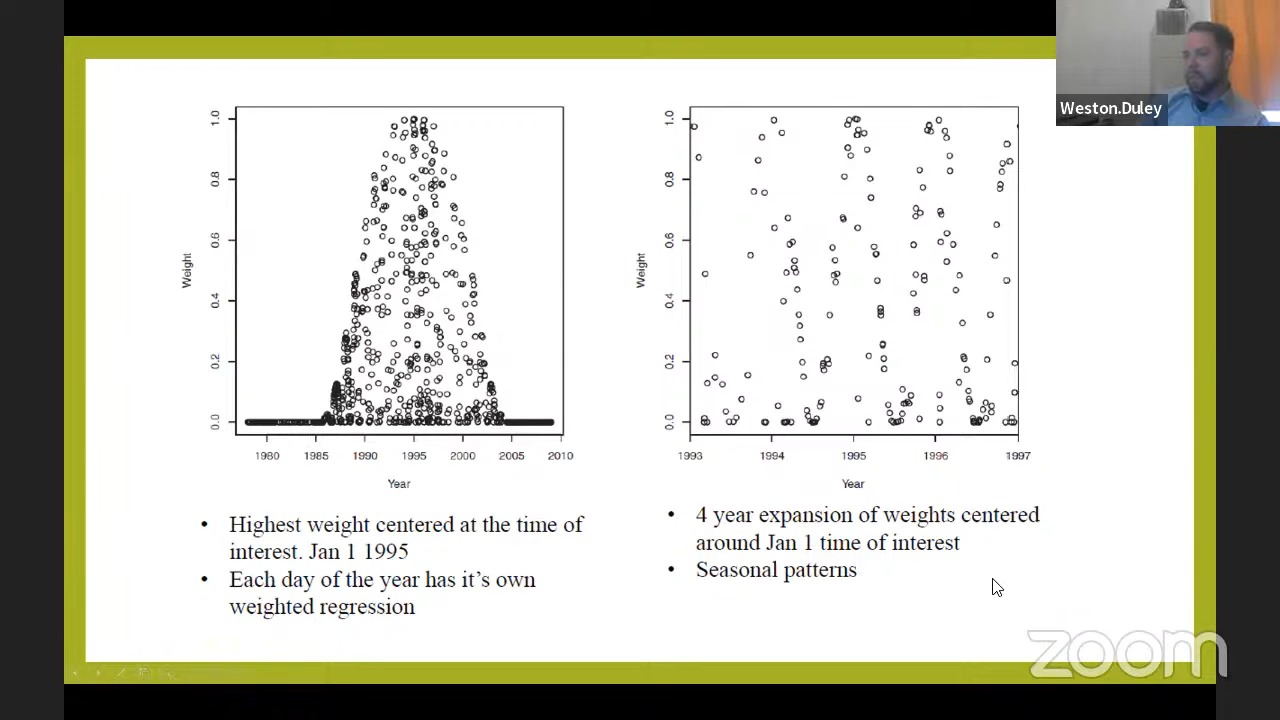 Weston.Duley
1.0
0.8
0.6
0.4
0.2
0.0
Weight
1980 1985 1990 1995 2000 2005 2010
Year
1.0
0.8
0.6
0.4
0.2
0.0
Weight
1993 1994 1995 1996 1997
Year
• Highest weight centered at the time of
interest. Jan 1 1995
• Each day of the year has it's own
weighted regression
• 4 year expansion of weights centered
around Jan 1 time of interest
• Seasonal patterns
zoom